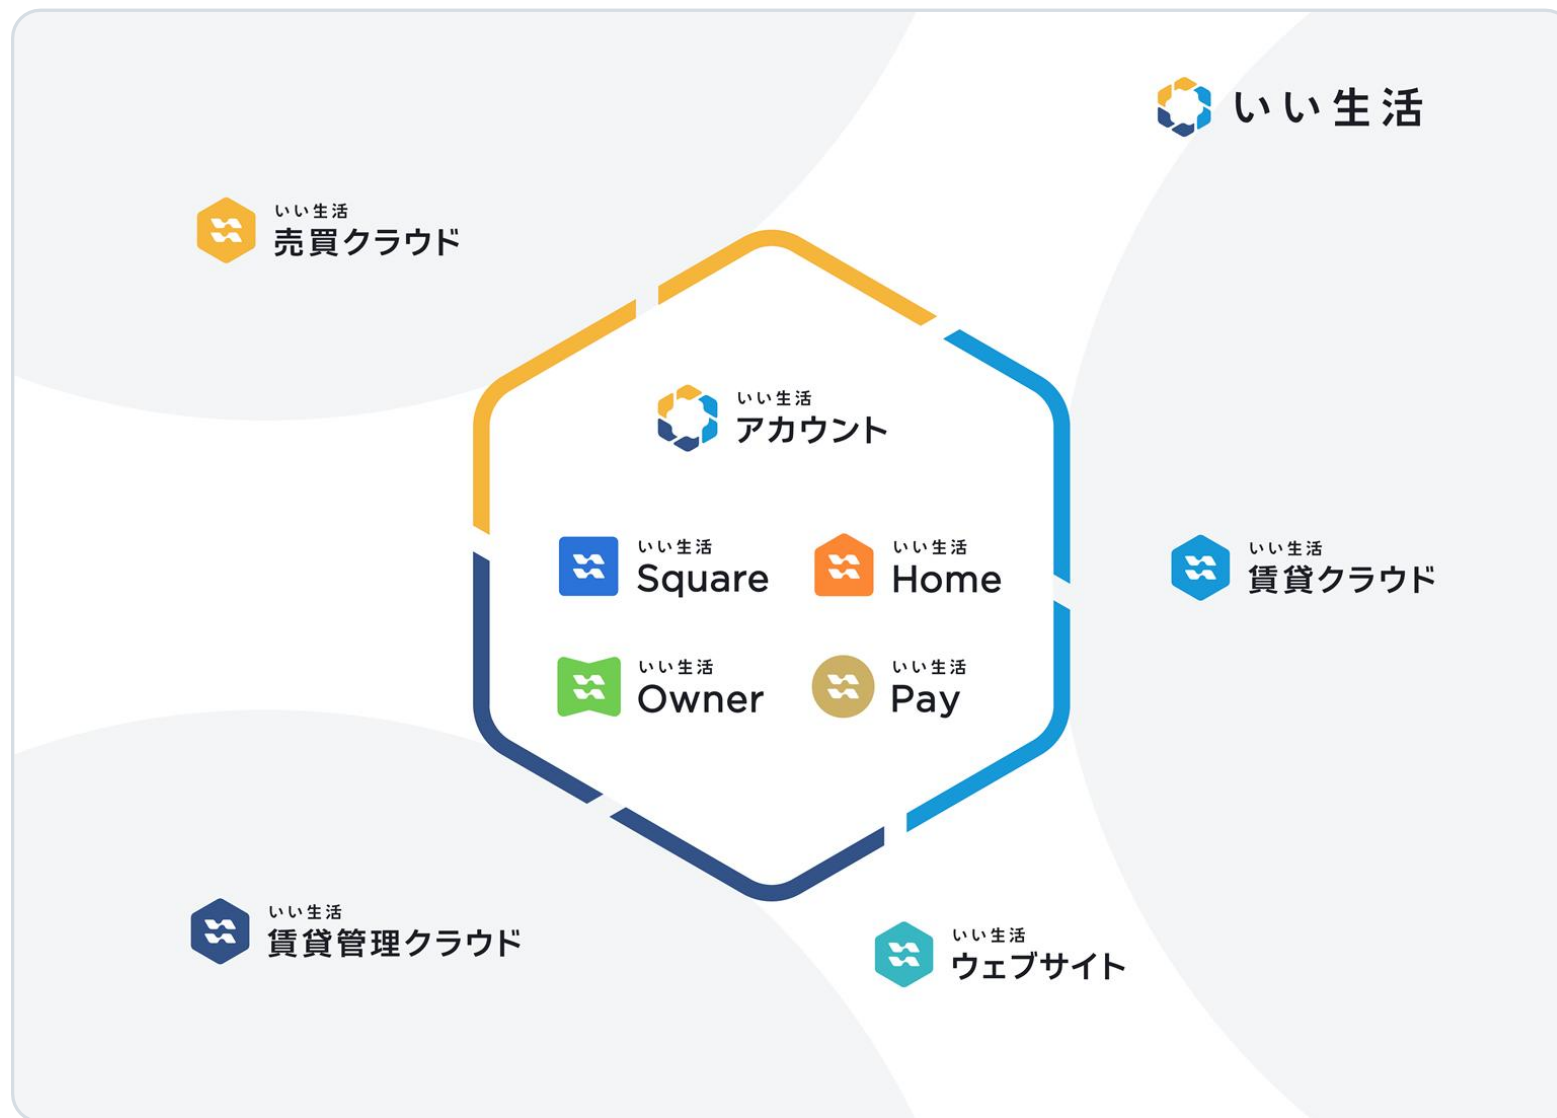 いい生活
いい生活
売買クラウド
いい生活
アカウント
いい生活
Square
いい生活
Home
いい生活
賃貸クラウド
いい生活
Owner
いい生活
Pay
いい生活
賃貸管理クラウド
いい生活
ウェブサイト